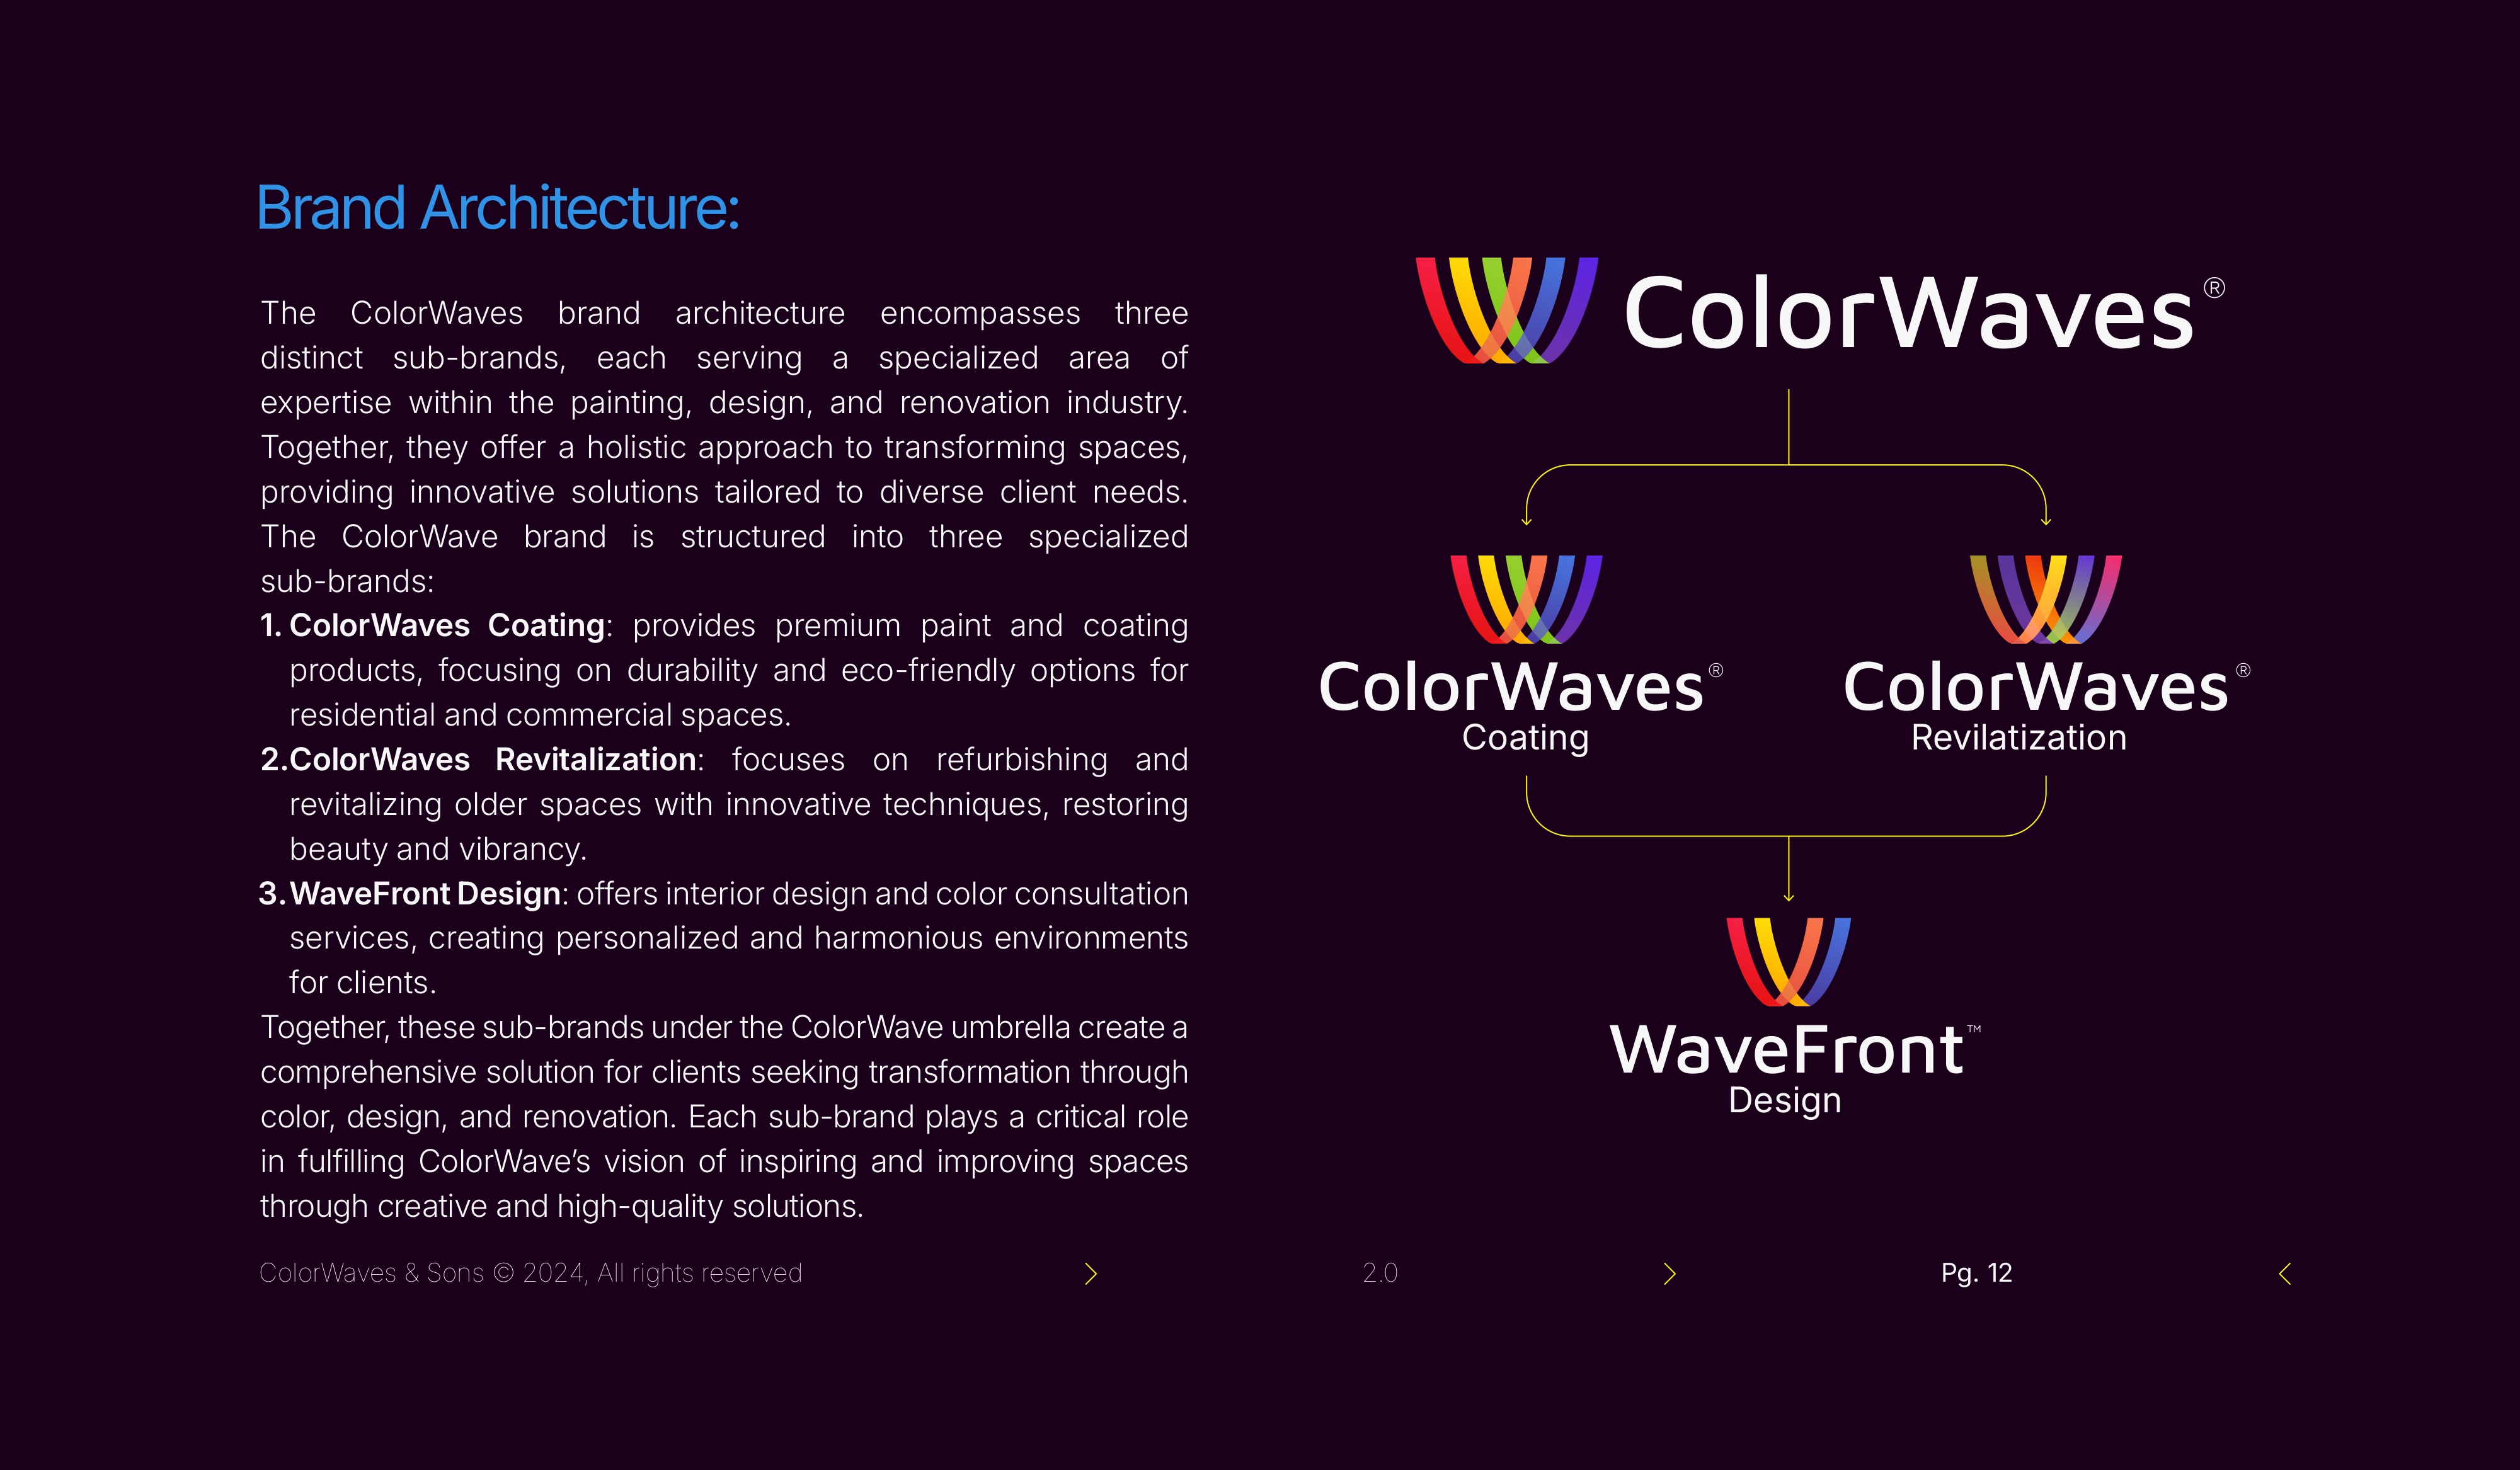 Brand Architecture:
The ColorWaves brand architecture encompasses three
distinct sub-brands, each serving a specialized area of
expertise within the painting, design, and renovation industry.
Together, they offer a holistic approach to transforming spaces,
providing innovative solutions tailored to diverse client needs.
The ColorWave brand is structured into three specialized
sub-brands:
1. ColorWaves Coating: provides premium paint and coating
products, focusing on durability and eco-friendly options for
residential and commercial spaces.
2. ColorWaves Revitalization: focuses on refurbishing and
revitalizing older spaces with innovative techniques, restoring
beauty and vibrancy.
3. WaveFront Design: offers interior design and color consultation
services, creating personalized and harmonious environments
for clients.
Together, these sub-brands under the ColorWave umbrella create a
comprehensive solution for clients seeking transformation through
color, design, and renovation. Each sub-brand plays a critical role
in fulfilling ColorWave’s vision of inspiring and improving spaces
through creative and high-quality solutions.
ColorWaves®
ColorWaves®
Coating
ColorWaves®
Revilatization
WaveFront™
Design
ColorWaves & Sons © 2024, All rights reserved
2.0
Pg. 12